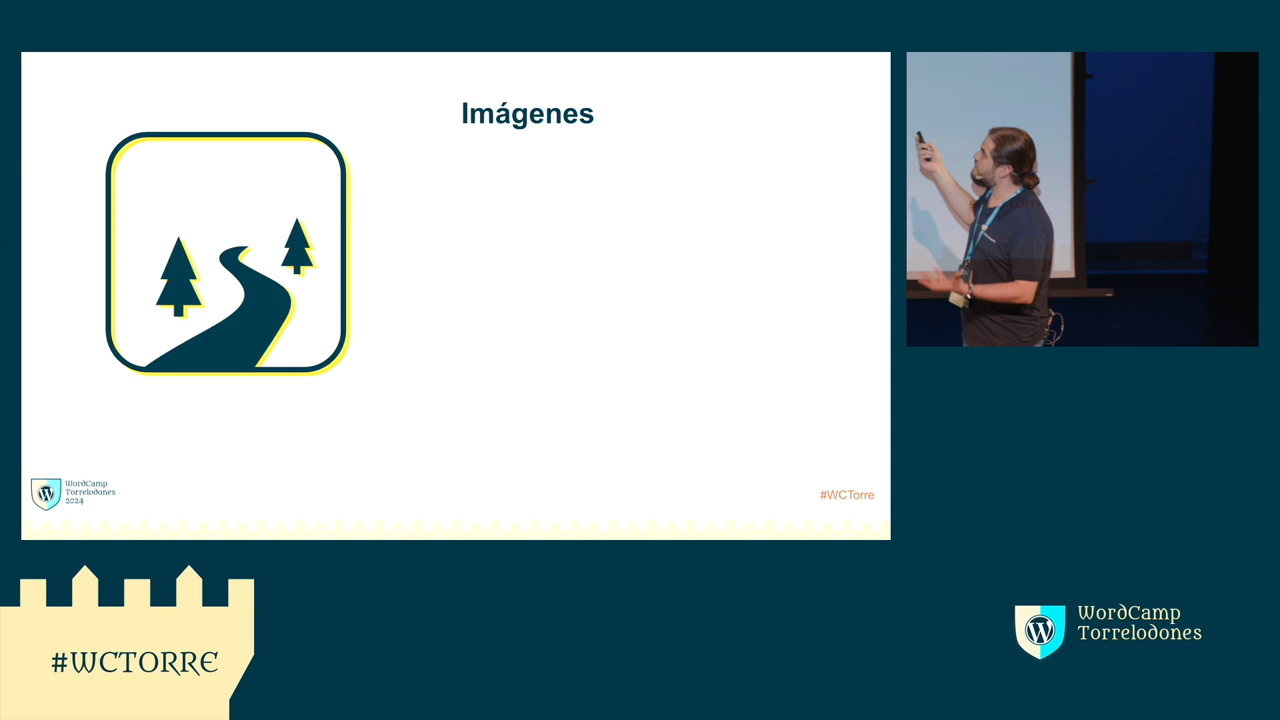 Imágenes
WordCamp
Torrelodones
2024
#WCTorre
#WCTORRE
WordCamp
Torrelodones